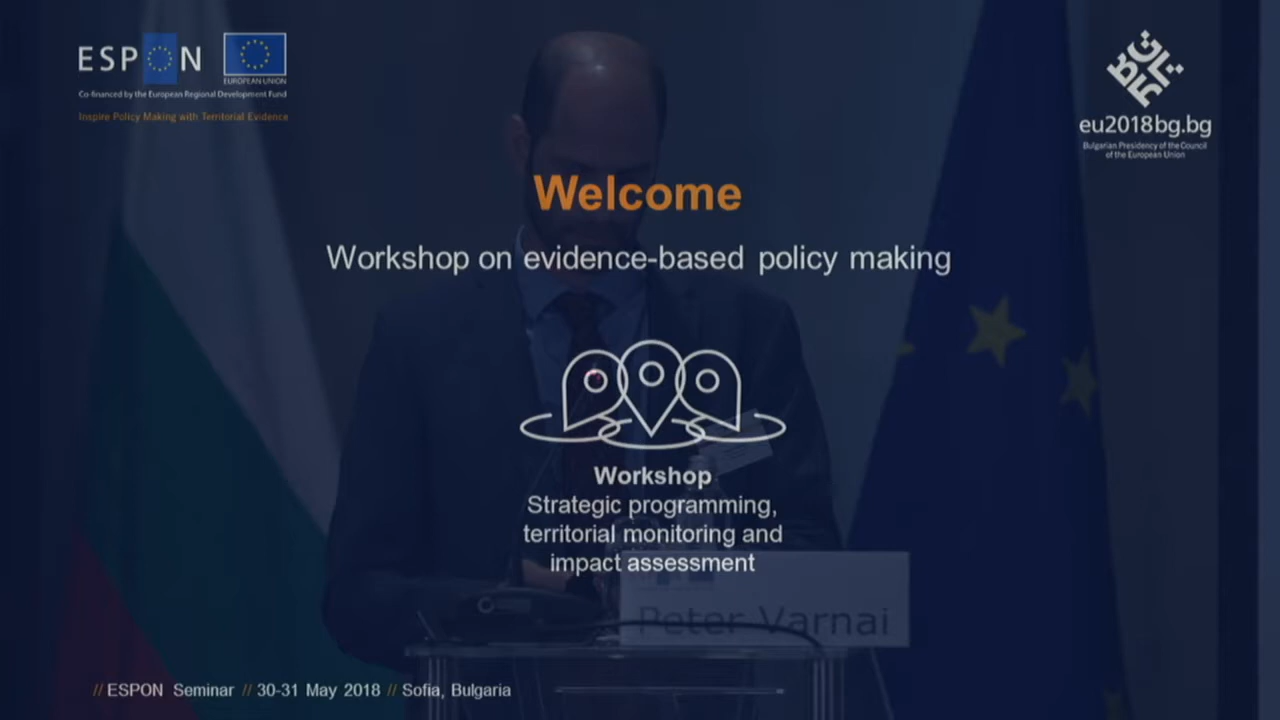 ESPON
EUROPEAN UNION
Co-financed by the European Regional Development Fund
Inspire Policy Making with Territorial Evidence
eu2018bg.bg
Bulgarian Presidency of the Council
of the European Union
Welcome
Workshop on evidence-based policy making
Workshop
Strategic programming,
territorial monitoring and
impact assessment
Peter Varnai
// ESPON Seminar // 30-31 May 2018 // Sofia, Bulgaria